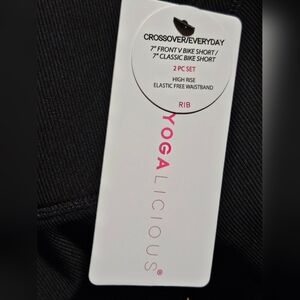 CROSSOVER/EVERYDAY
7" FRONT V BIKE SHORT /
7" CLASSIC BIKE SHORT
2 PC SET
HIGH RISE
ELASTIC FREE WAISTBAND
RIB
YOGALICIOUS®